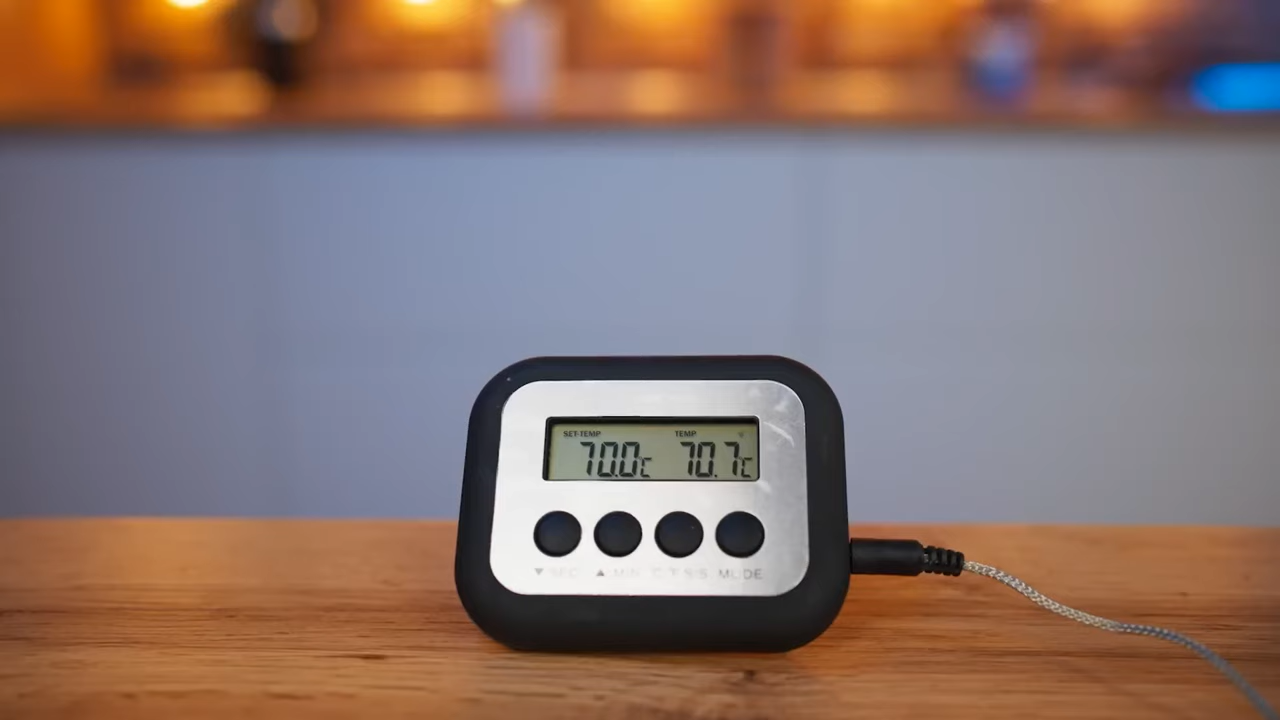 SET-TEMP TEMP
70.0°C 70.7°C
▼ SEC ▲ MIN MODE